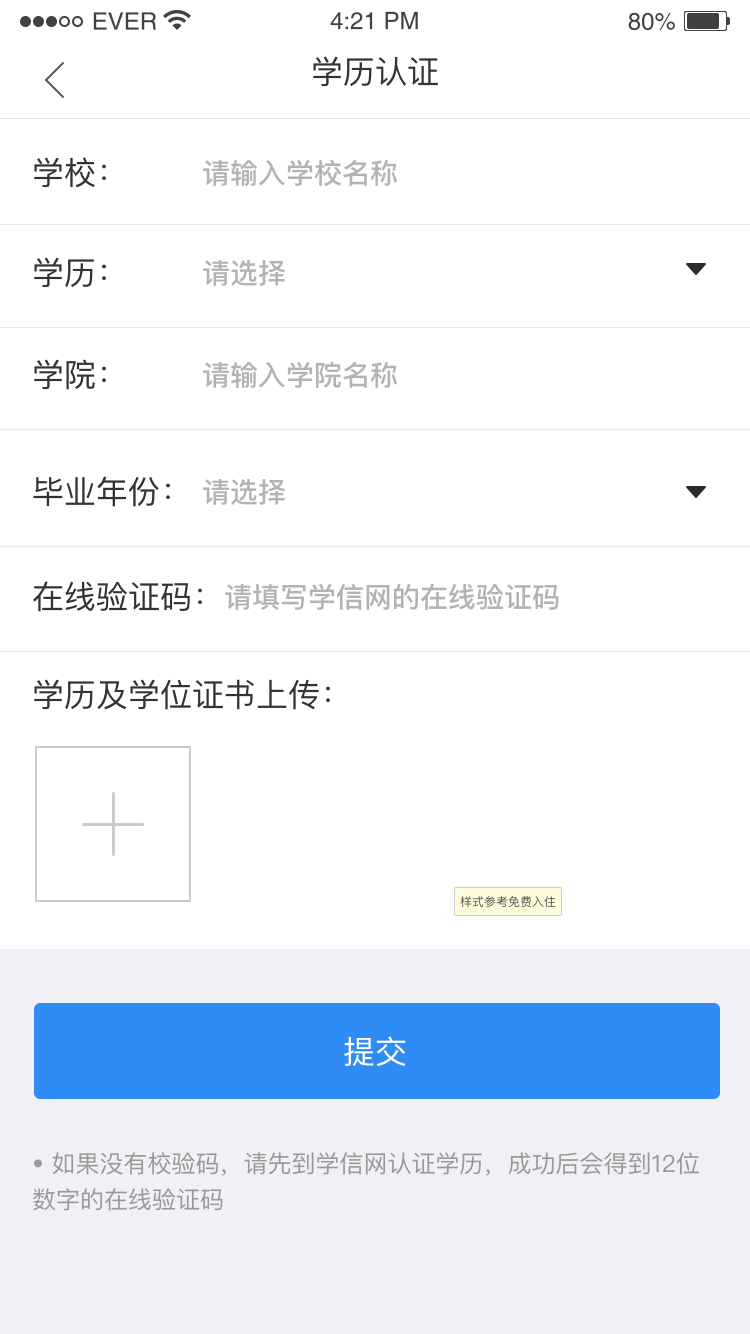 ●●●○○ EVER 4:21 PM 80%
学历认证
学校： 请输入学校名称
学历： 请选择
学院： 请输入学院名称
毕业年份： 请选择
在线验证码： 请填写学信网的在线验证码
学历及学位证书上传：
样式参考免费入住
提交
• 如果没有校验码，请先到学信网认证学历，成功后会得到12位
数字的在线验证码